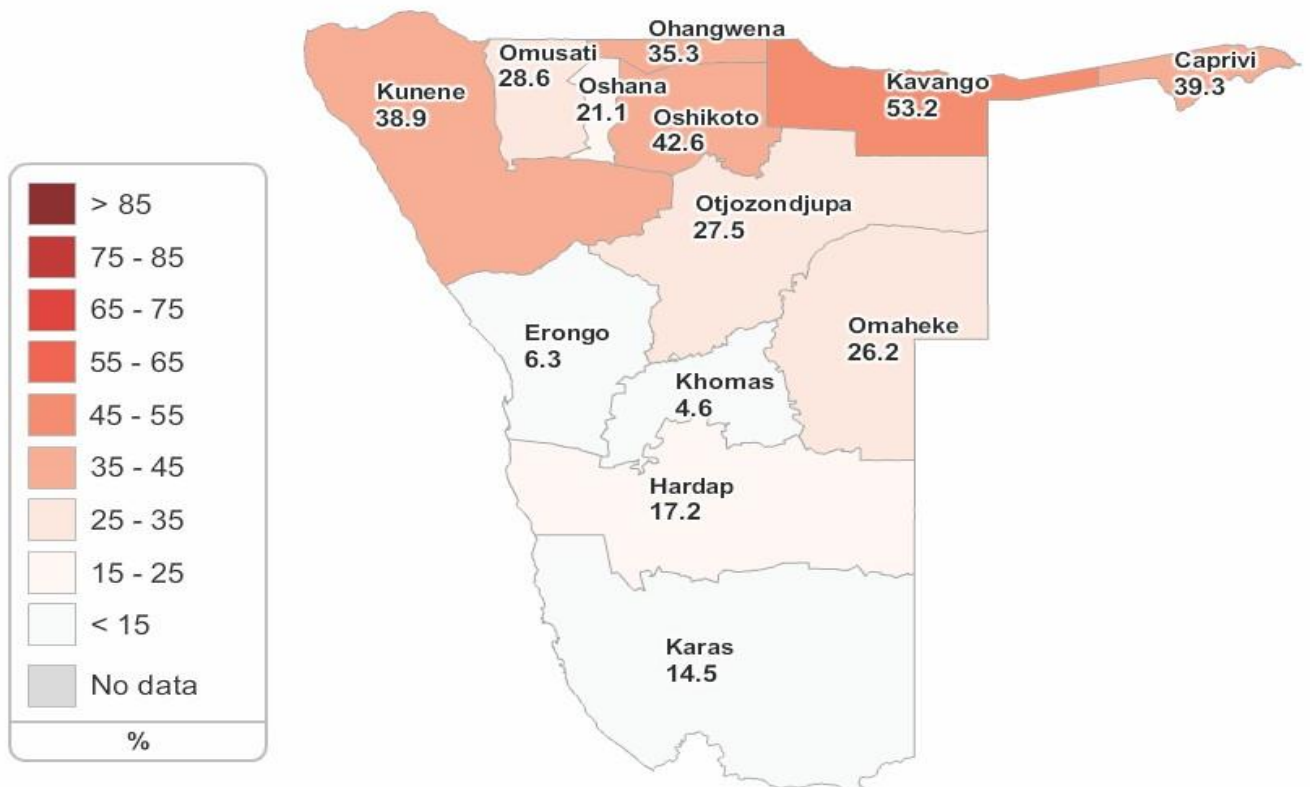 > 85
75 - 85
65 - 75
55 - 65
45 - 55
35 - 45
25 - 35
15 - 25
< 15
No data
%
Ohangwena
35.3
Omusati
28.6
Oshana
21.1
Kunene
38.9
Oshikoto
42.6
Kavango
53.2
Caprivi
39.3
Otjozondjupa
27.5
Erongo
6.3
Omaheke
26.2
Khomas
4.6
Hardap
17.2
Karas
14.5